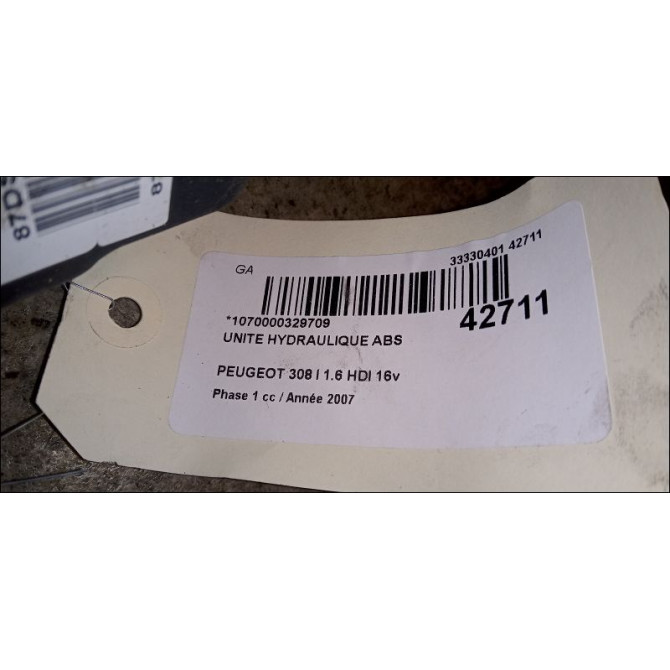 87D
GA
33330401 42711
*1070000329709
42711
UNITE HYDRAULIQUE ABS
PEUGEOT 308 I 1.6 HDI 16v
Phase 1 cc / Année 2007